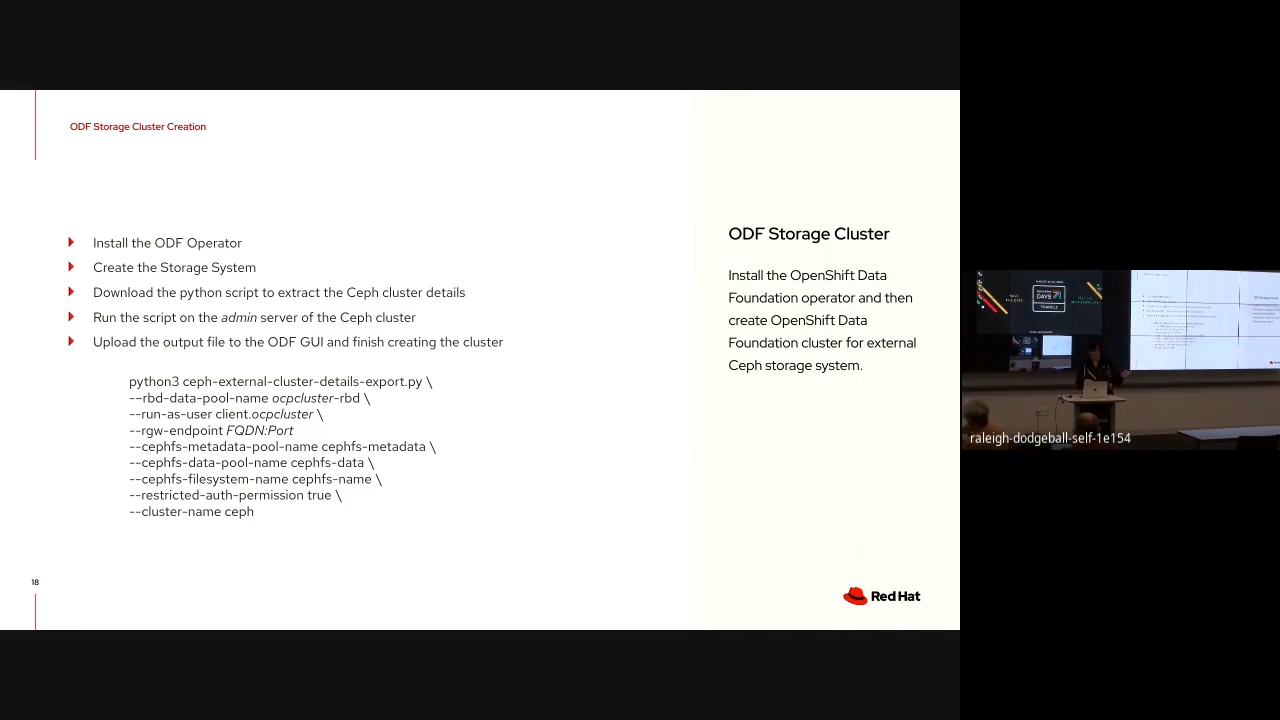 ODF Storage Cluster Creation
Install the ODF Operator
Create the Storage System
Download the python script to extract the Ceph cluster details
Run the script on the admin server of the Ceph cluster
Upload the output file to the ODF GUI and finish creating the cluster
python3 ceph-external-cluster-details-export.py \
--rbd-data-pool-name ocpcluster-rbd \
--run-as-user client.ocpcluster \
--rgw-endpoint FQDN:Port
--cephfs-metadata-pool-name cephfs-metadata \
--cephfs-data-pool-name cephfs-data \
--cephfs-filesystem-name cephfs-name \
--restricted-auth-permission true \
--cluster-name ceph
18
ODF Storage Cluster
Install the OpenShift Data
Foundation operator and then
create OpenShift Data
Foundation cluster for external
Ceph storage system.
Red Hat
DAYS
raleigh-dodgeball-self-1e154